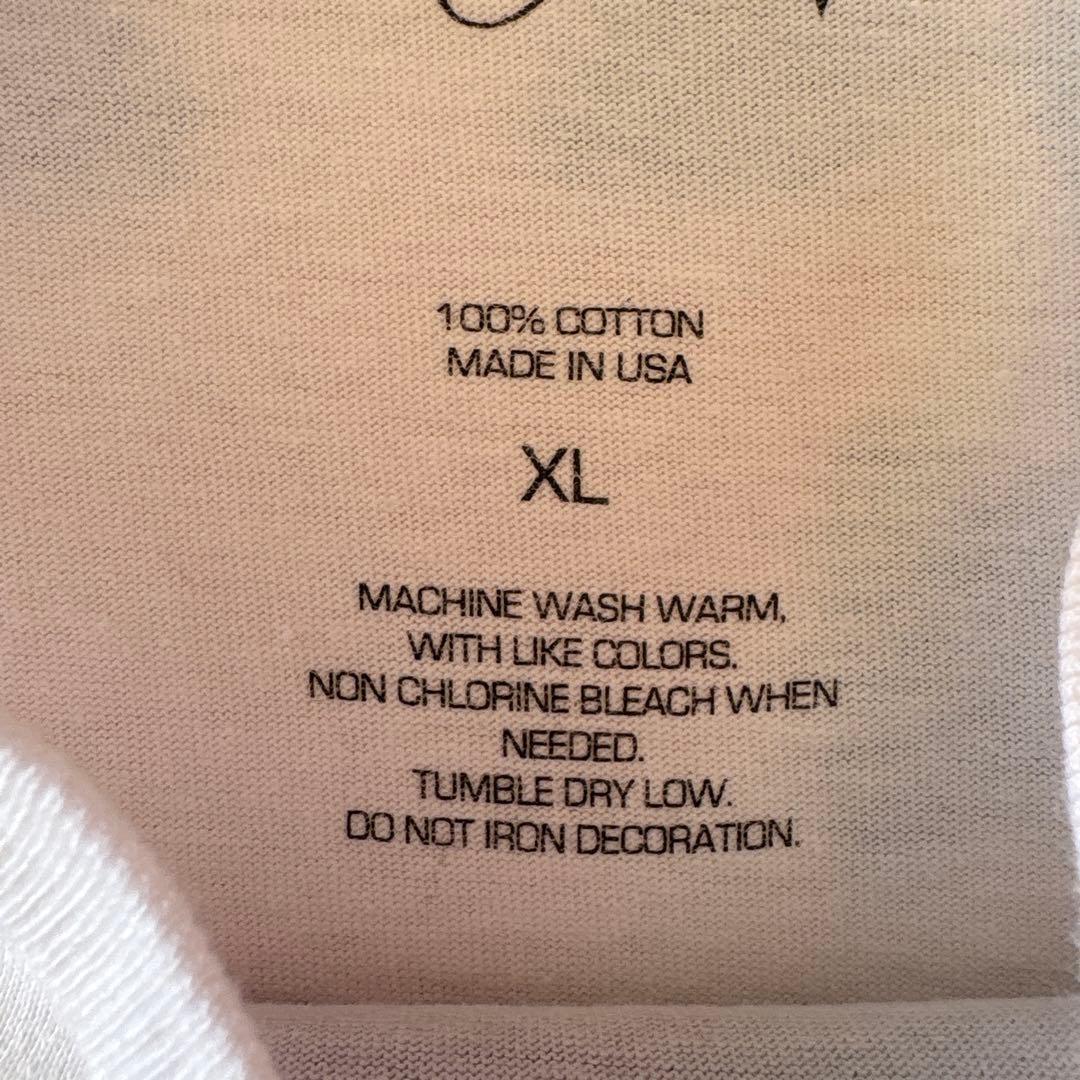 100% COTTON
MADE IN USA
XL
MACHINE WASH WARM,
WITH LIKE COLORS.
NON CHLORINE BLEACH WHEN
NEEDED.
TUMBLE DRY LOW.
DO NOT IRON DECORATION.